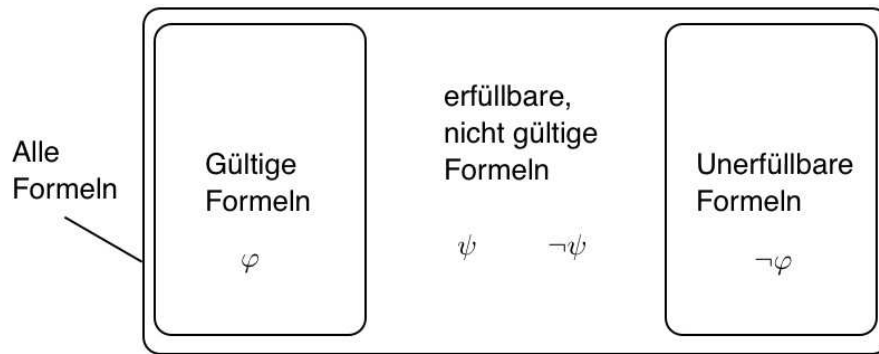 Alle
Formeln
Gültige
Formeln
φ
erfüllbare,
nicht gültige
Formeln
ψ ¬ψ
Unerfüllbare
Formeln
¬φ